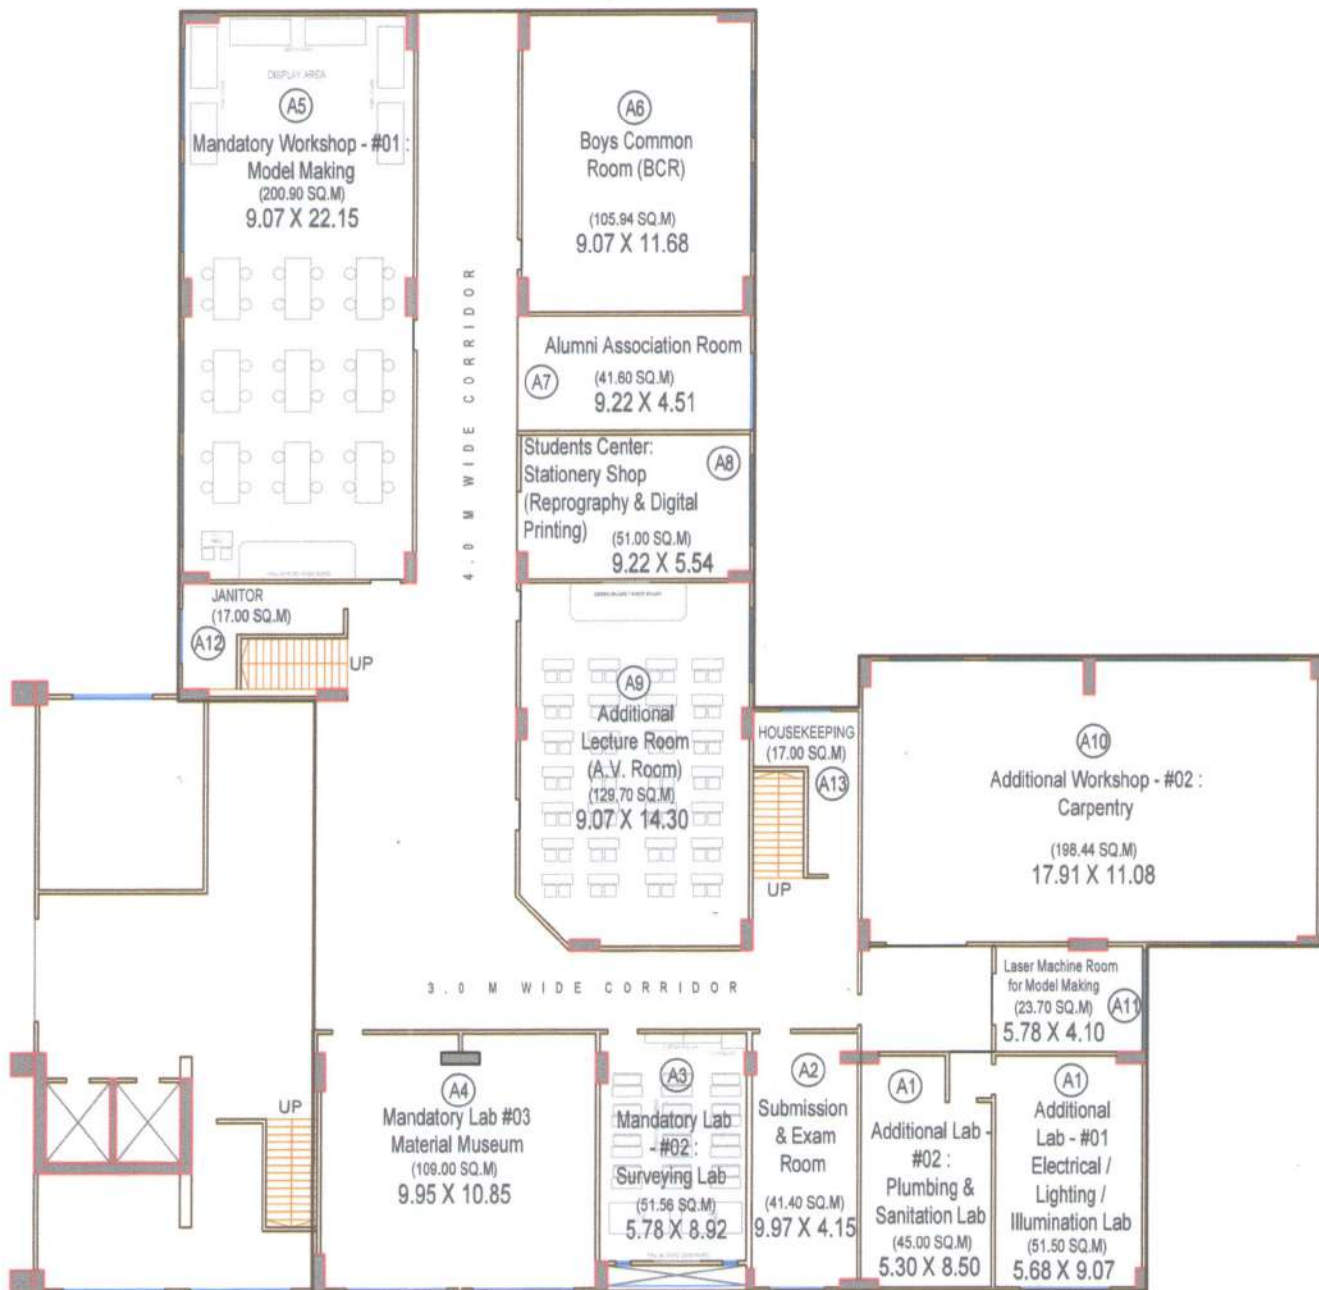 DISPLAY AREA
A5
Mandatory Workshop - #01 :
Model Making
(200.90 SQ.M)
9.07 X 22.15
A6
Boys Common
Room (BCR)
(105.94 SQ.M)
9.07 X 11.68
4.0 M WIDE CORRIDOR
Alumni Association Room
A7
(41.60 SQ.M)
9.22 X 4.51
Students Center:
Stationery Shop
(Reprography & Digital
Printing)
A8
(51.00 SQ.M)
9.22 X 5.54
JANITOR
(17.00 SQ.M)
A12
UP
A9
Additional
Lecture Room
(A.V. Room)
(129.70 SQ.M)
9.07 X 14.30
HOUSEKEEPING
(17.00 SQ.M)
A13
UP
A10
Additional Workshop - #02 :
Carpentry
(198.44 SQ.M)
17.91 X 11.08
3.0 M WIDE CORRIDOR
Laser Machine Room
for Model Making
(23.70 SQ.M)
A11
5.78 X 4.10
UP
A4
Mandatory Lab #03
Material Museum
(109.00 SQ.M)
9.95 X 10.85
A3
Mandatory Lab
- #02 :
Surveying Lab
(51.56 SQ.M)
5.78 X 8.92
A2
Submission
& Exam
Room
(41.40 SQ.M)
9.97 X 4.15
A1
Additional Lab -
#02 :
Plumbing &
Sanitation Lab
(45.00 SQ.M)
5.30 X 8.50
A1
Additional
Lab - #01
Electrical /
Lighting /
Illumination Lab
(51.50 SQ.M)
5.68 X 9.07